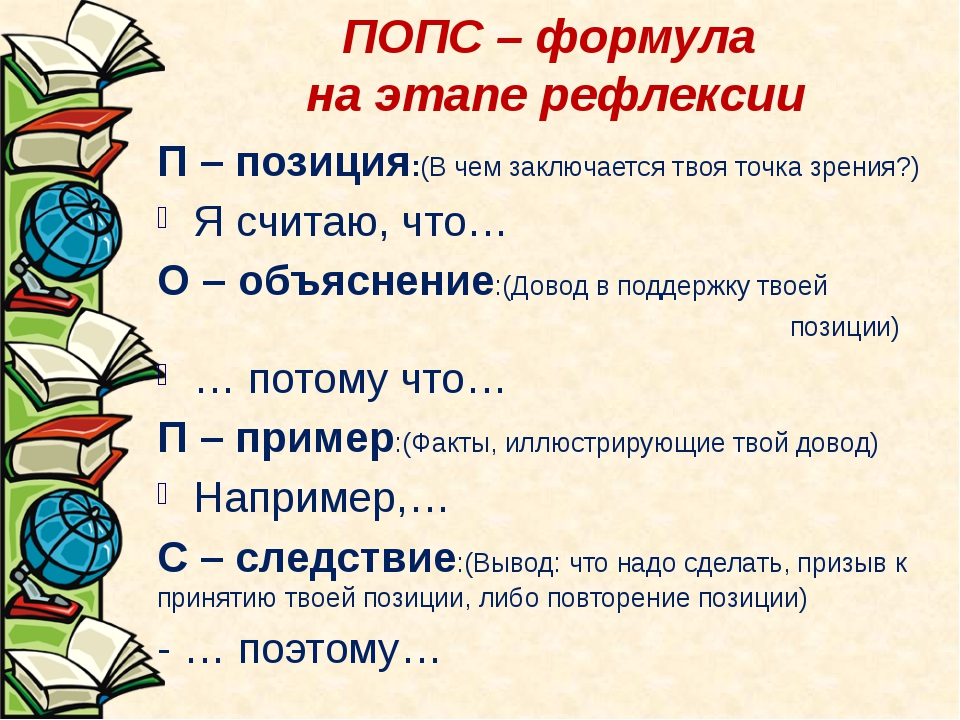 ПОПС – формула
на этапе рефлексии
П – позиция:(В чем заключается твоя точка зрения?)
Я считаю, что…
О – объяснение:(Довод в поддержку твоей
позиции)
… потому что…
П – пример:(Факты, иллюстрирующие твой довод)
Например,…
С – следствие:(Вывод: что надо сделать, призыв к
принятию твоей позиции, либо повторение позиции)
- … поэтому…